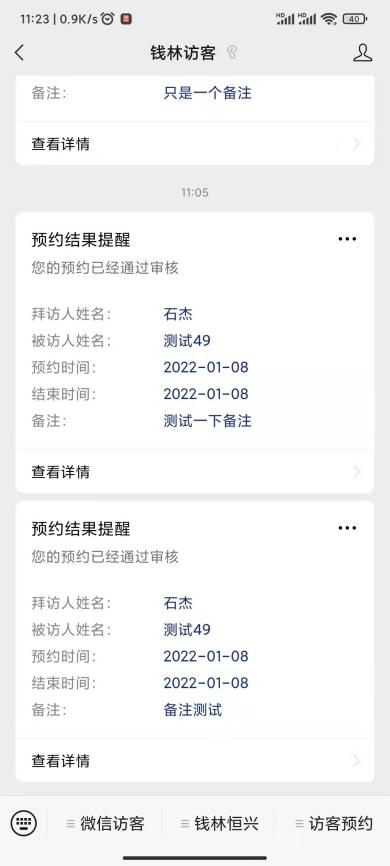 11:23 | 0.9K/s
HD HD 40
钱林访客
备注： 只是一个备注
查看详情
11:05
预约结果提醒
您的预约已经通过审核
拜访人姓名： 石杰
被访人姓名： 测试49
预约时间： 2022-01-08
结束时间： 2022-01-08
备注： 测试一下备注
查看详情
预约结果提醒
您的预约已经通过审核
拜访人姓名： 石杰
被访人姓名： 测试49
预约时间： 2022-01-08
结束时间： 2022-01-08
备注： 备注测试
查看详情
微信访客 钱林恒兴 访客预约